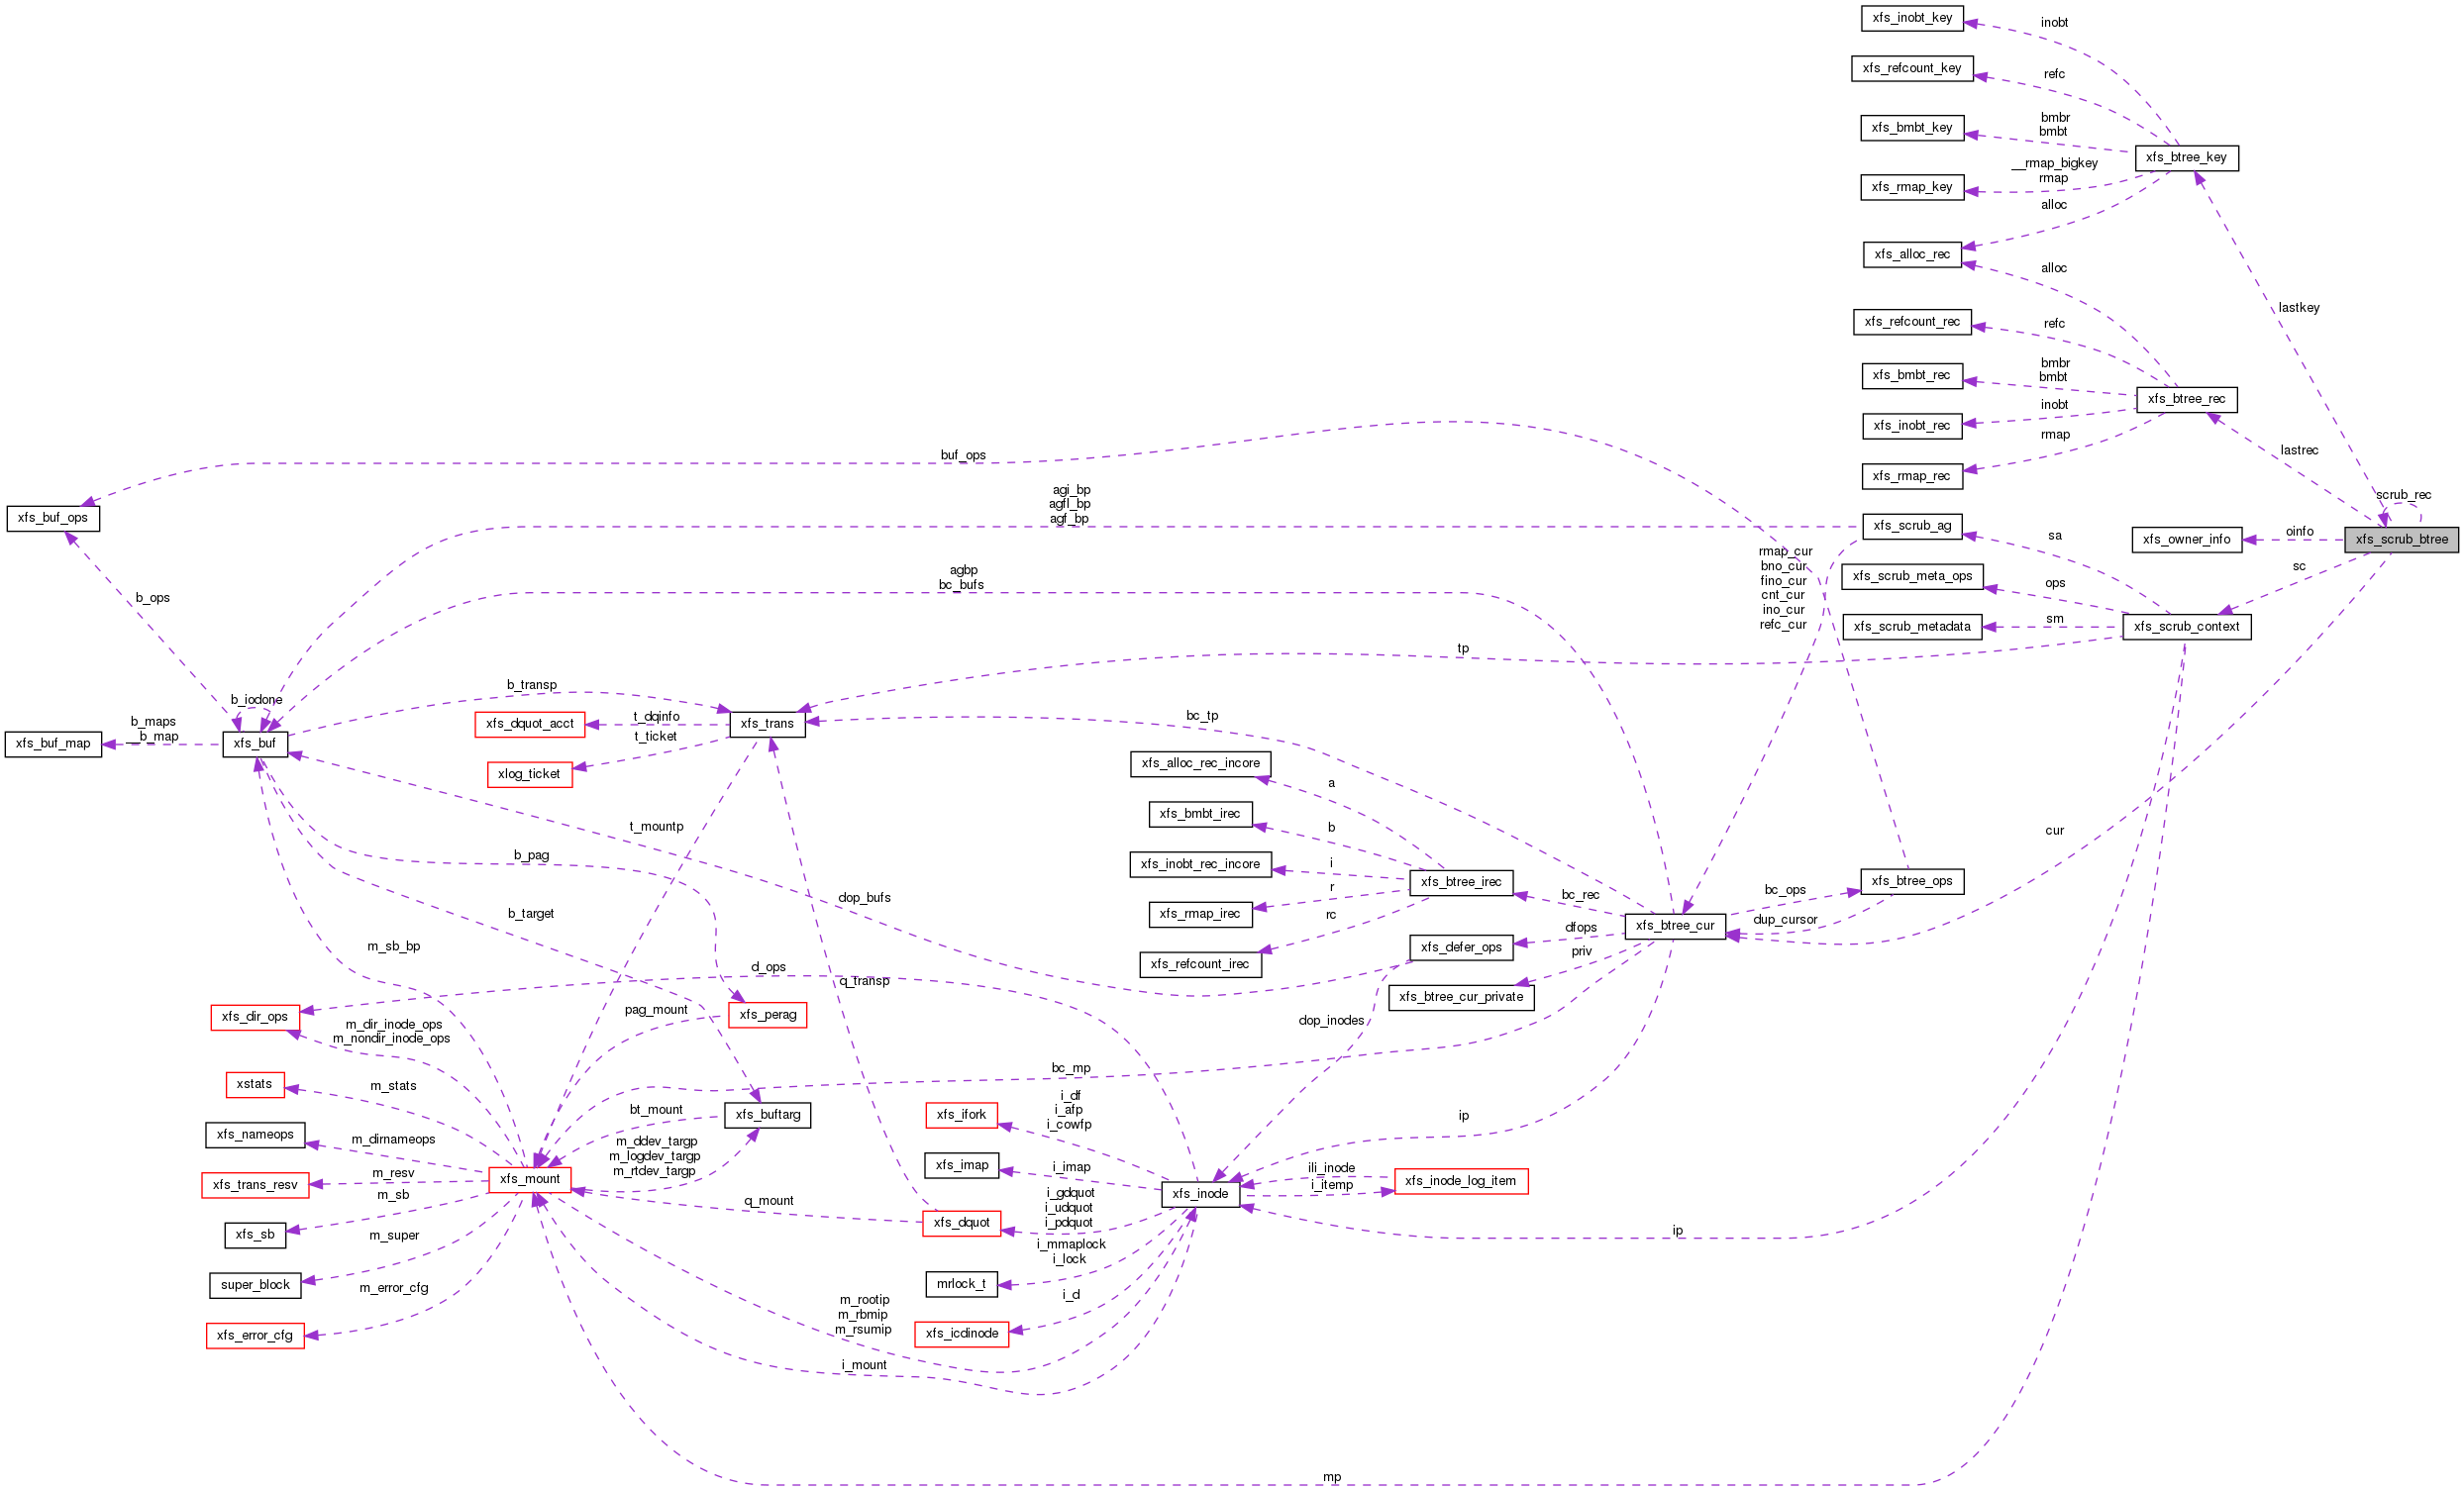 xfs_inobt_key
inobt
xfs_refcount_key
refc
xfs_bmbt_key
bmbr
bmbt
xfs_btree_key
xfs_rmap_key
__rmap_bigkey
rmap
alloc
xfs_alloc_rec
alloc
lastkey
xfs_refcount_rec
refc
xfs_bmbt_rec
bmbr
bmbt
xfs_btree_rec
xfs_inobt_rec
inobt
rmap
lastrec
buf_ops
xfs_rmap_rec
scrub_rec
agi_bp
agfl_bp
agf_bp
xfs_buf_ops
xfs_scrub_ag
sa
xfs_owner_info
oinfo
xfs_scrub_btree
rmap_cur
bno_cur
fino_cur
cnt_cur
ino_cur
refc_cur
sc
agbp
bc_bufs
xfs_scrub_meta_ops
ops
b_ops
xfs_scrub_metadata
sm
xfs_scrub_context
tp
b_transp
b_iodone
b_maps
__b_map
xfs_buf_map
xfs_buf
xfs_dquot_acct
t_dqinfo
xfs_trans
bc_tp
t_ticket
xlog_ticket
xfs_alloc_rec_incore
a
xfs_bmbt_irec
b
t_mountp
cur
b_pag
xfs_inobt_rec_incore
i
xfs_btree_irec
r
xfs_rmap_irec
rc
bc_rec
bc_ops
xfs_btree_ops
dop_bufs
b_target
dup_cursor
xfs_btree_cur
dfops
xfs_defer_ops
m_sb_bp
priv
xfs_refcount_irec
d_ops
q_transp
xfs_btree_cur_private
xfs_dir_ops
pag_mount
xfs_perag
dop_inodes
m_dir_inode_ops
m_nondir_inode_ops
bc_mp
xstats
m_stats
bt_mount
xfs_buftarg
xfs_ifork
i_df
i_afp
i_cowfp
ip
xfs_nameops
m_dirnameops
m_ddev_targp
m_logdev_targp
m_rtdev_targp
xfs_imap
i_imap
ili_inode
xfs_trans_resv
m_resv
xfs_mount
xfs_inode
i_itemp
xfs_inode_log_item
m_sb
q_mount
xfs_dquot
i_gdquot
i_udquot
i_pdquot
xfs_sb
m_super
ip
i_mmaplock
i_lock
super_block
mrlock_t
m_error_cfg
i_d
m_rootip
m_rbmip
m_rsumip
xfs_error_cfg
xfs_icdinode
i_mount
mp